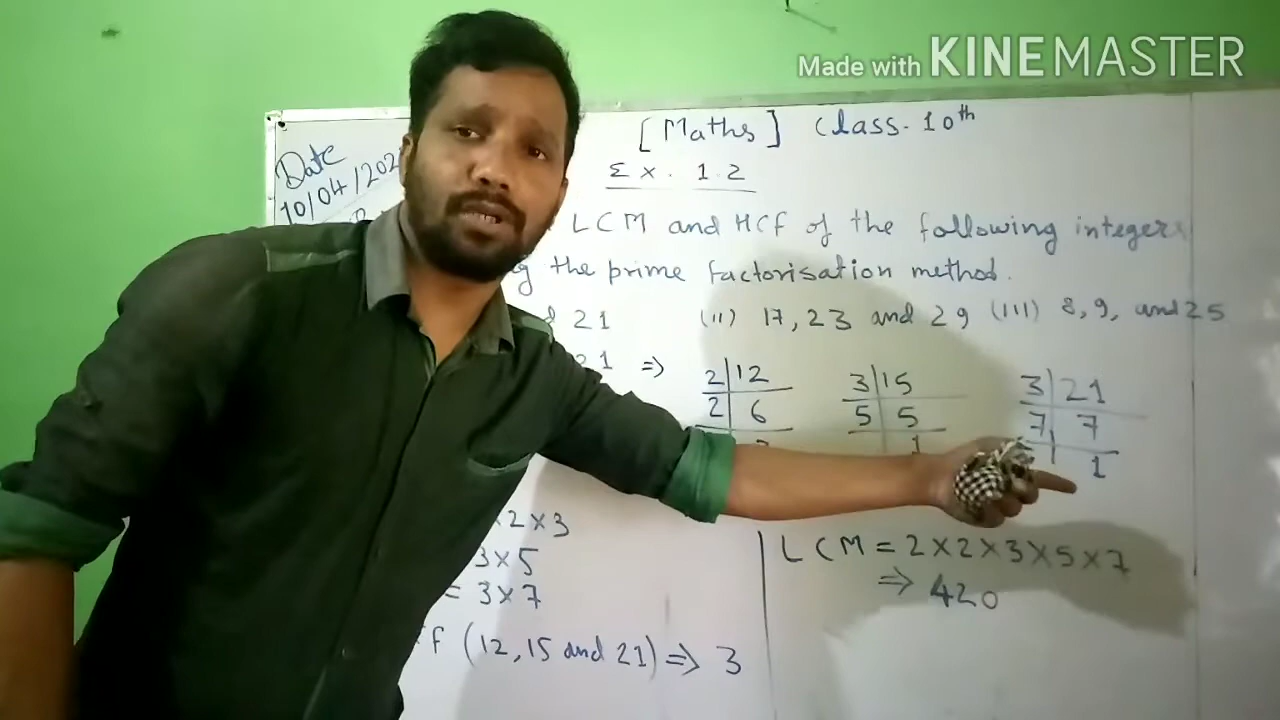 Made with KINEMASTER
[Maths] Class-10th
Date
10/04/202
Ex. 1.2
LCM and HCF of the following integers
the prime factorisation method.
21 (ii) 17, 23 and 29 (iii) 8, 9, and 25
21 ⇒
2|12 3|15 3|21
2|6 5|5 7|7
1 1
×2×3
3×5
= 3×7
LCM = 2×2×3×5×7
⇒ 420
(12, 15 and 21) ⇒ 3